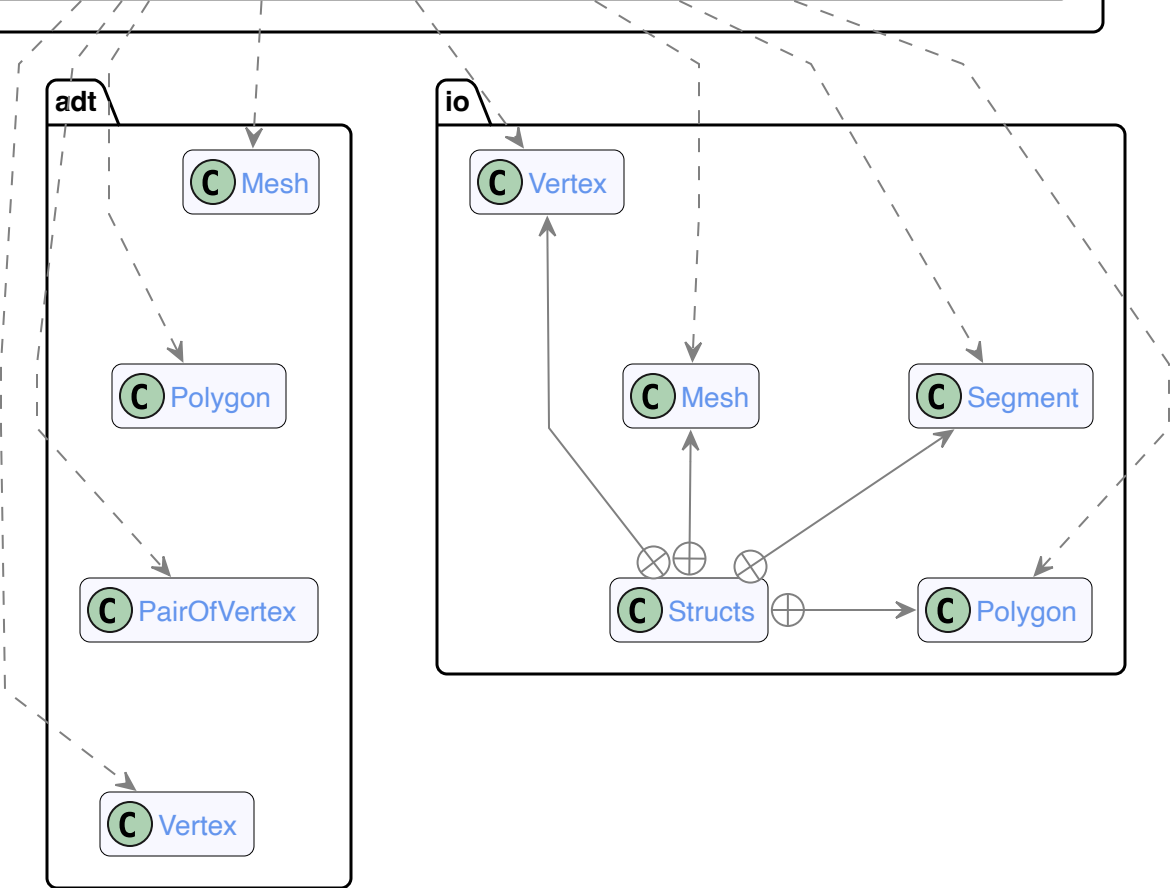 adt
C Mesh
C Polygon
C PairOfVertex
C Vertex
io
C Vertex
C Mesh
C Segment
C Structs
C Polygon